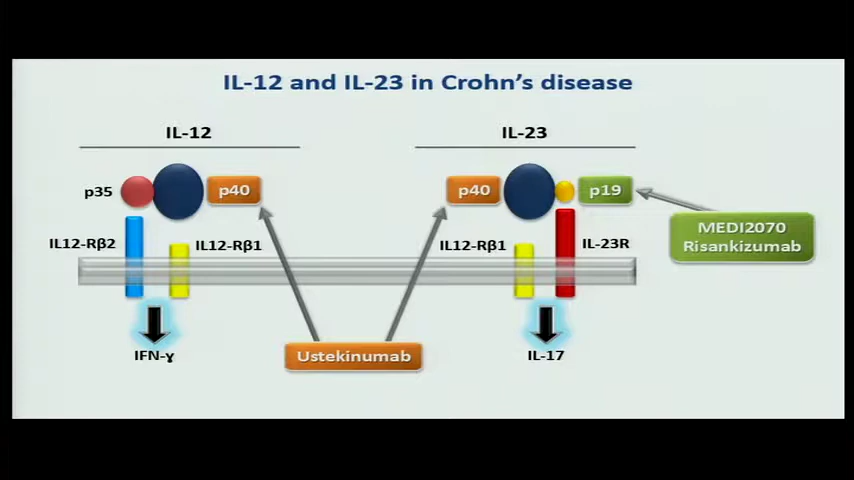 IL-12 and IL-23 in Crohn's disease
IL-12
IL-23
p35
p40
p40
p19
MEDI2070
Risankizumab
IL12-Rβ2
IL12-Rβ1
IL12-Rβ1
IL-23R
IFN-ɣ
Ustekinumab
IL-17